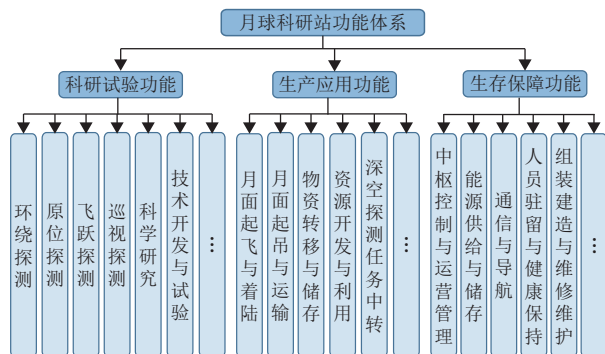 月球科研站功能体系
科研试验功能
生产应用功能
生存保障功能
环绕探测
原位探测
飞跃探测
巡视探测
科学研究
技术开发与试验
…
月面起飞与着陆
月面起吊与运输
物资转移与储存
资源开发与利用
深空探测任务中转
…
中枢控制与运营管理
能源供给与储存
通信与导航
人员驻留与健康保持
组装建造与维修维护
…